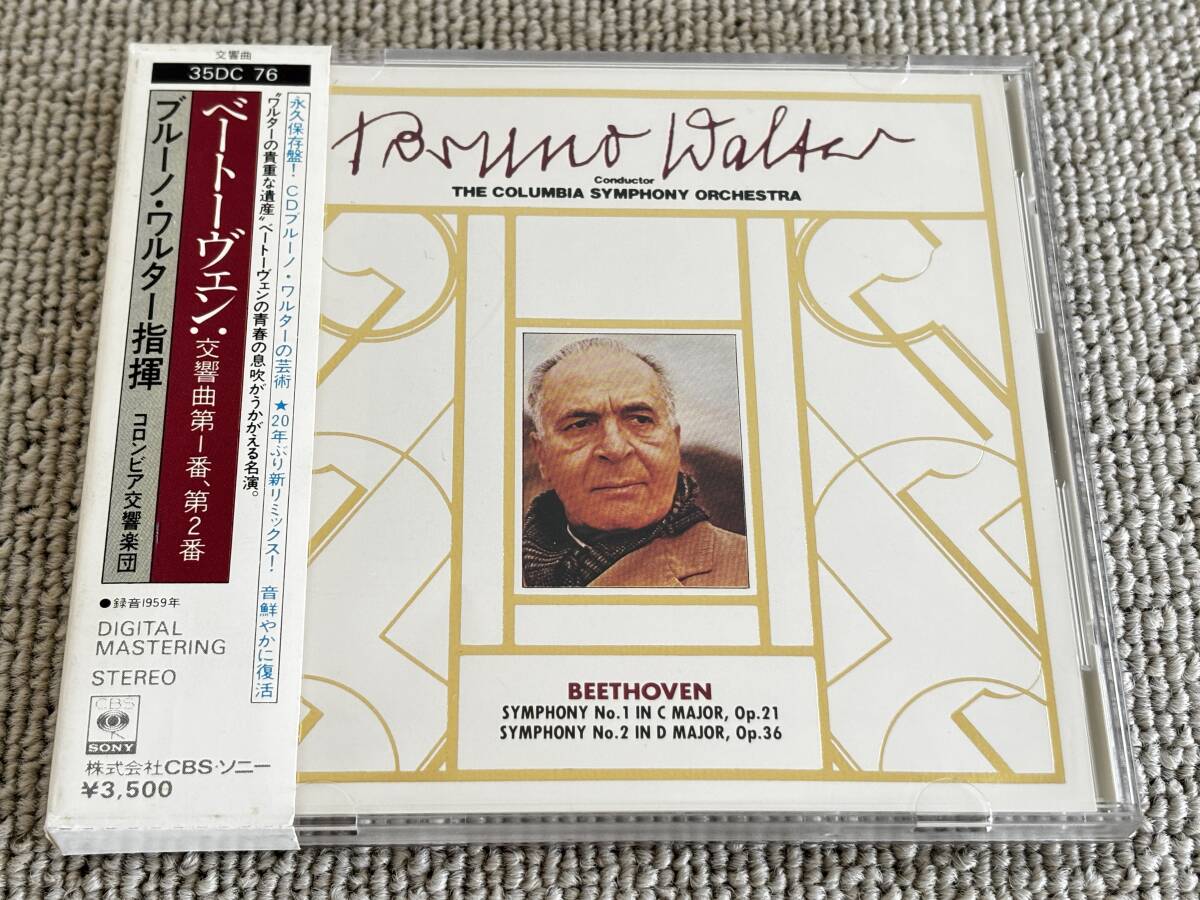 交響曲
35DC 76
永久保存盤！CDブルーノ・ワルターの芸術 ★20年ぶり新リミックス！ 音鮮やかに復活
"ワルターの貴重な遺産"ベートーヴェンの青春の息吹がうかがえる名演。
ベートーヴェン：交響曲第1番、第2番
ブルーノ・ワルター指揮 コロンビア交響楽団
●録音1959年
DIGITAL
MASTERING
STEREO
CBS
SONY
株式会社CBS・ソニー
¥3,500
Bruno Walter
Conductor
THE COLUMBIA SYMPHONY ORCHESTRA
BEETHOVEN
SYMPHONY No.1 IN C MAJOR, Op.21
SYMPHONY No.2 IN D MAJOR, Op.36